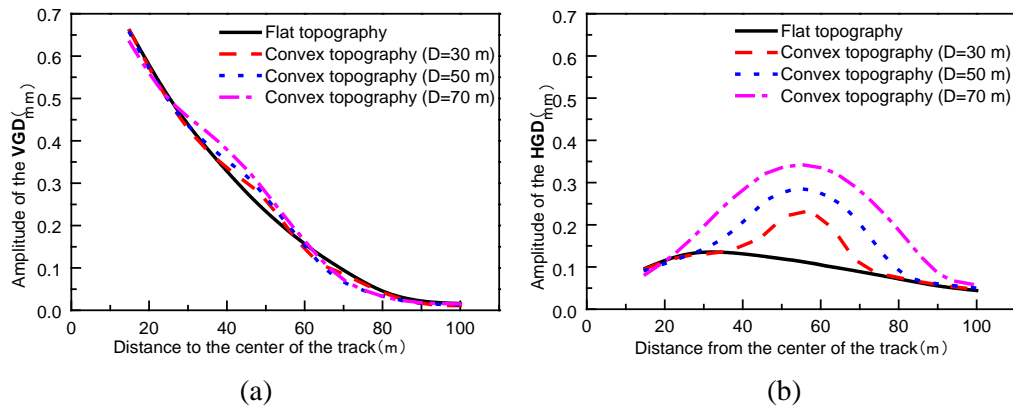 0.7
0.6
0.5
0.4
0.3
0.2
0.1
0.0
0 20 40 60 80 100
Amplitude of the VGD(mm)
Distance to the center of the track(m)
Flat topography
Convex topography (D=30 m)
Convex topography (D=50 m)
Convex topography (D=70 m)
(a)
0.7
0.6
0.5
0.4
0.3
0.2
0.1
0.0
0 20 40 60 80 100
Amplitude of the HGD(mm)
Distance from the center of the track(m)
Flat topography
Convex topography (D=30 m)
Convex topography (D=50 m)
Convex topography (D=70 m)
(b)